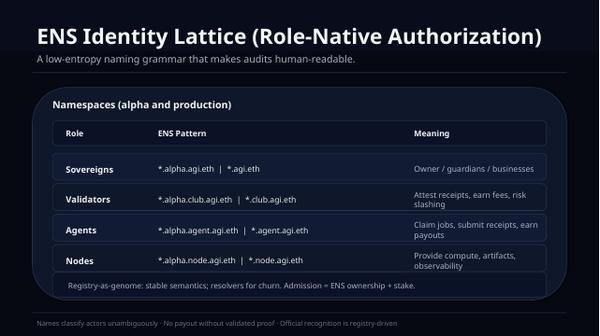 ENS Identity Lattice (Role-Native Authorization)
A low-entropy naming grammar that makes audits human-readable.
Namespaces (alpha and production)
Role ENS Pattern Meaning
Sovereigns *.alpha.agi.eth | *.agi.eth Owner / guardians / businesses
Validators *.alpha.club.agi.eth | *.club.agi.eth Attest receipts, earn fees, risk
slashing
Agents *.alpha.agent.agi.eth | *.agent.agi.eth Claim jobs, submit receipts, earn
payouts
Nodes *.alpha.node.agi.eth | *.node.agi.eth Provide compute, artifacts,
observability
Registry-as-genome: stable semantics; resolvers for churn. Admission = ENS ownership + stake.
Names classify actors unambiguously · No payout without validated proof · Official recognition is registry-driven